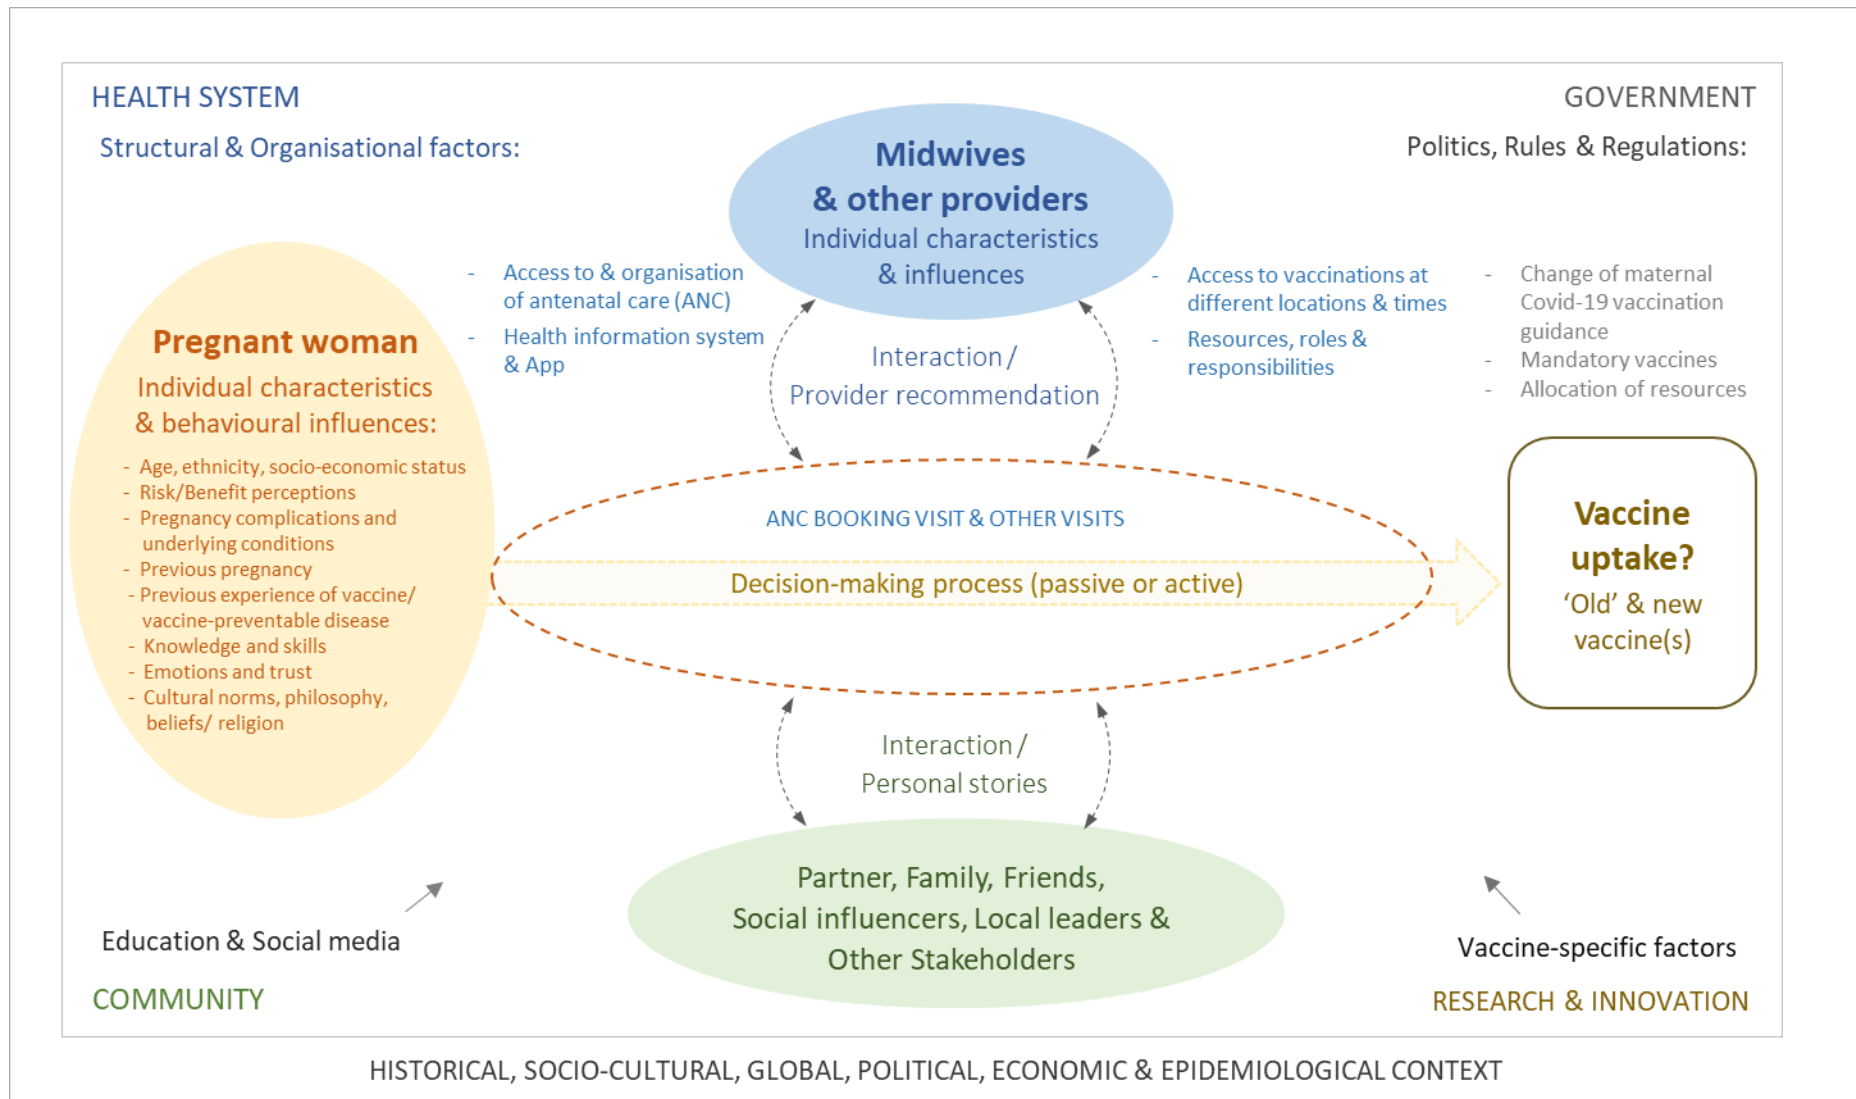 HEALTH SYSTEM
Structural & Organisational factors:
GOVERNMENT
Politics, Rules & Regulations:
Midwives
& other providers
Individual characteristics
& influences
- Access to & organisation
of antenatal care (ANC)
- Health information system
& App
- Access to vaccinations at
different locations & times
- Resources, roles &
responsibilities
- Change of maternal
Covid-19 vaccination
guidance
- Mandatory vaccines
- Allocation of resources
Interaction /
Provider recommendation
Pregnant woman
Individual characteristics
& behavioural influences:
- Age, ethnicity, socio-economic status
- Risk/Benefit perceptions
- Pregnancy complications and
underlying conditions
- Previous pregnancy
- Previous experience of vaccine/
vaccine-preventable disease
- Knowledge and skills
- Emotions and trust
- Cultural norms, philosophy,
beliefs/ religion
ANC BOOKING VISIT & OTHER VISITS
Decision-making process (passive or active)
Vaccine
uptake?
‘Old’ & new
vaccine(s)
Interaction /
Personal stories
Partner, Family, Friends,
Social influencers, Local leaders &
Other Stakeholders
Education & Social media
COMMUNITY
Vaccine-specific factors
RESEARCH & INNOVATION
HISTORICAL, SOCIO-CULTURAL, GLOBAL, POLITICAL, ECONOMIC & EPIDEMIOLOGICAL CONTEXT